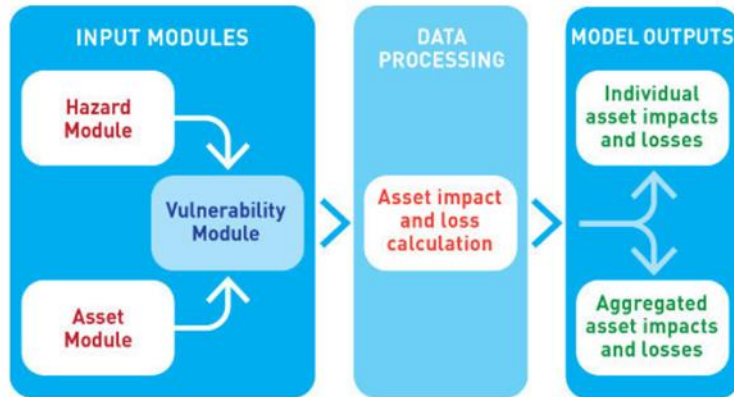 INPUT MODULES
Hazard
Module
Vulnerability
Module
Asset
Module
DATA
PROCESSING
Asset impact
and loss
calculation
MODEL OUTPUTS
Individual
asset impacts
and losses
Aggregated
asset impacts
and losses